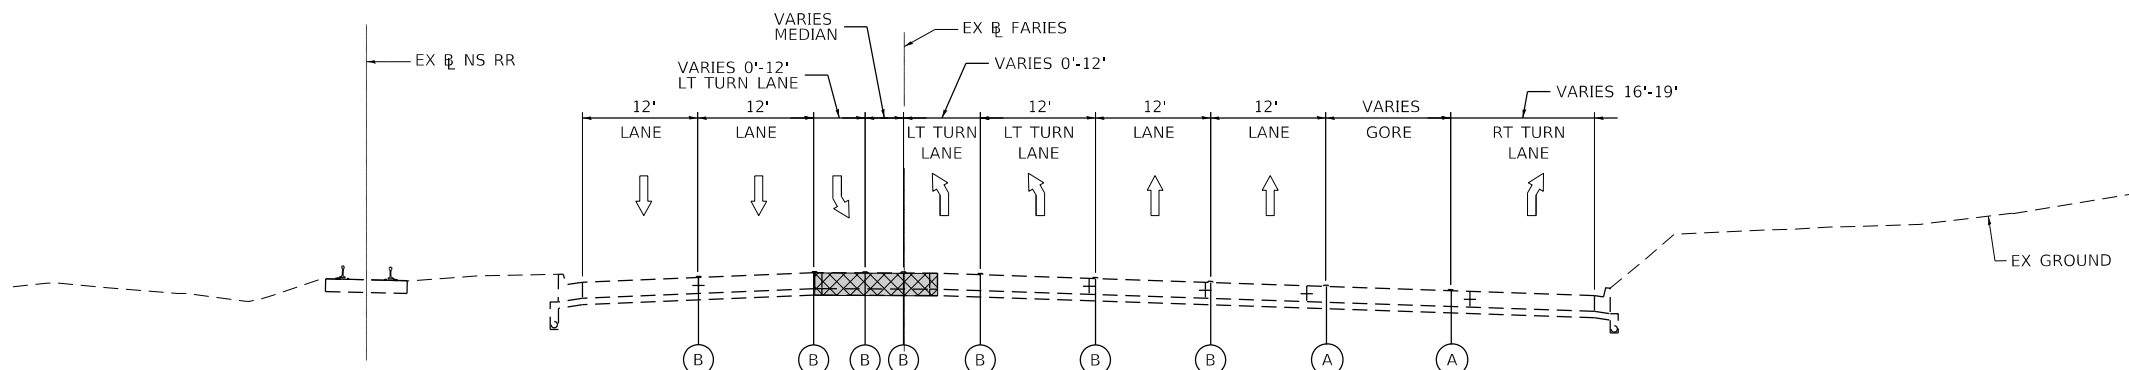 VARIES
MEDIAN
EX ℄ FARIES
EX ℄ NS RR
VARIES 0'-12'
LT TURN LANE
VARIES 0'-12'
VARIES 16'-19'
12'
LANE
12'
LANE
LT TURN
LANE
12'
LT TURN
LANE
12'
LANE
12'
LANE
VARIES
GORE
RT TURN
LANE
EX GROUND
B
B
B
B
B
B
B
A
A